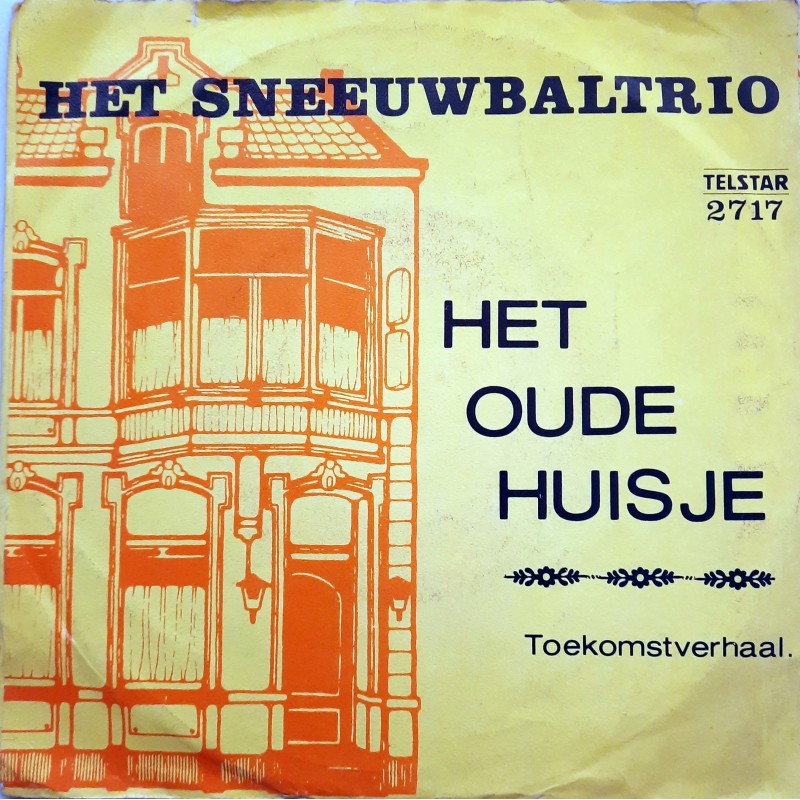 HET SNEEUWBALTRIO
TELSTAR
2717
HET
OUDE
HUISJE
Toekomstverhaal.